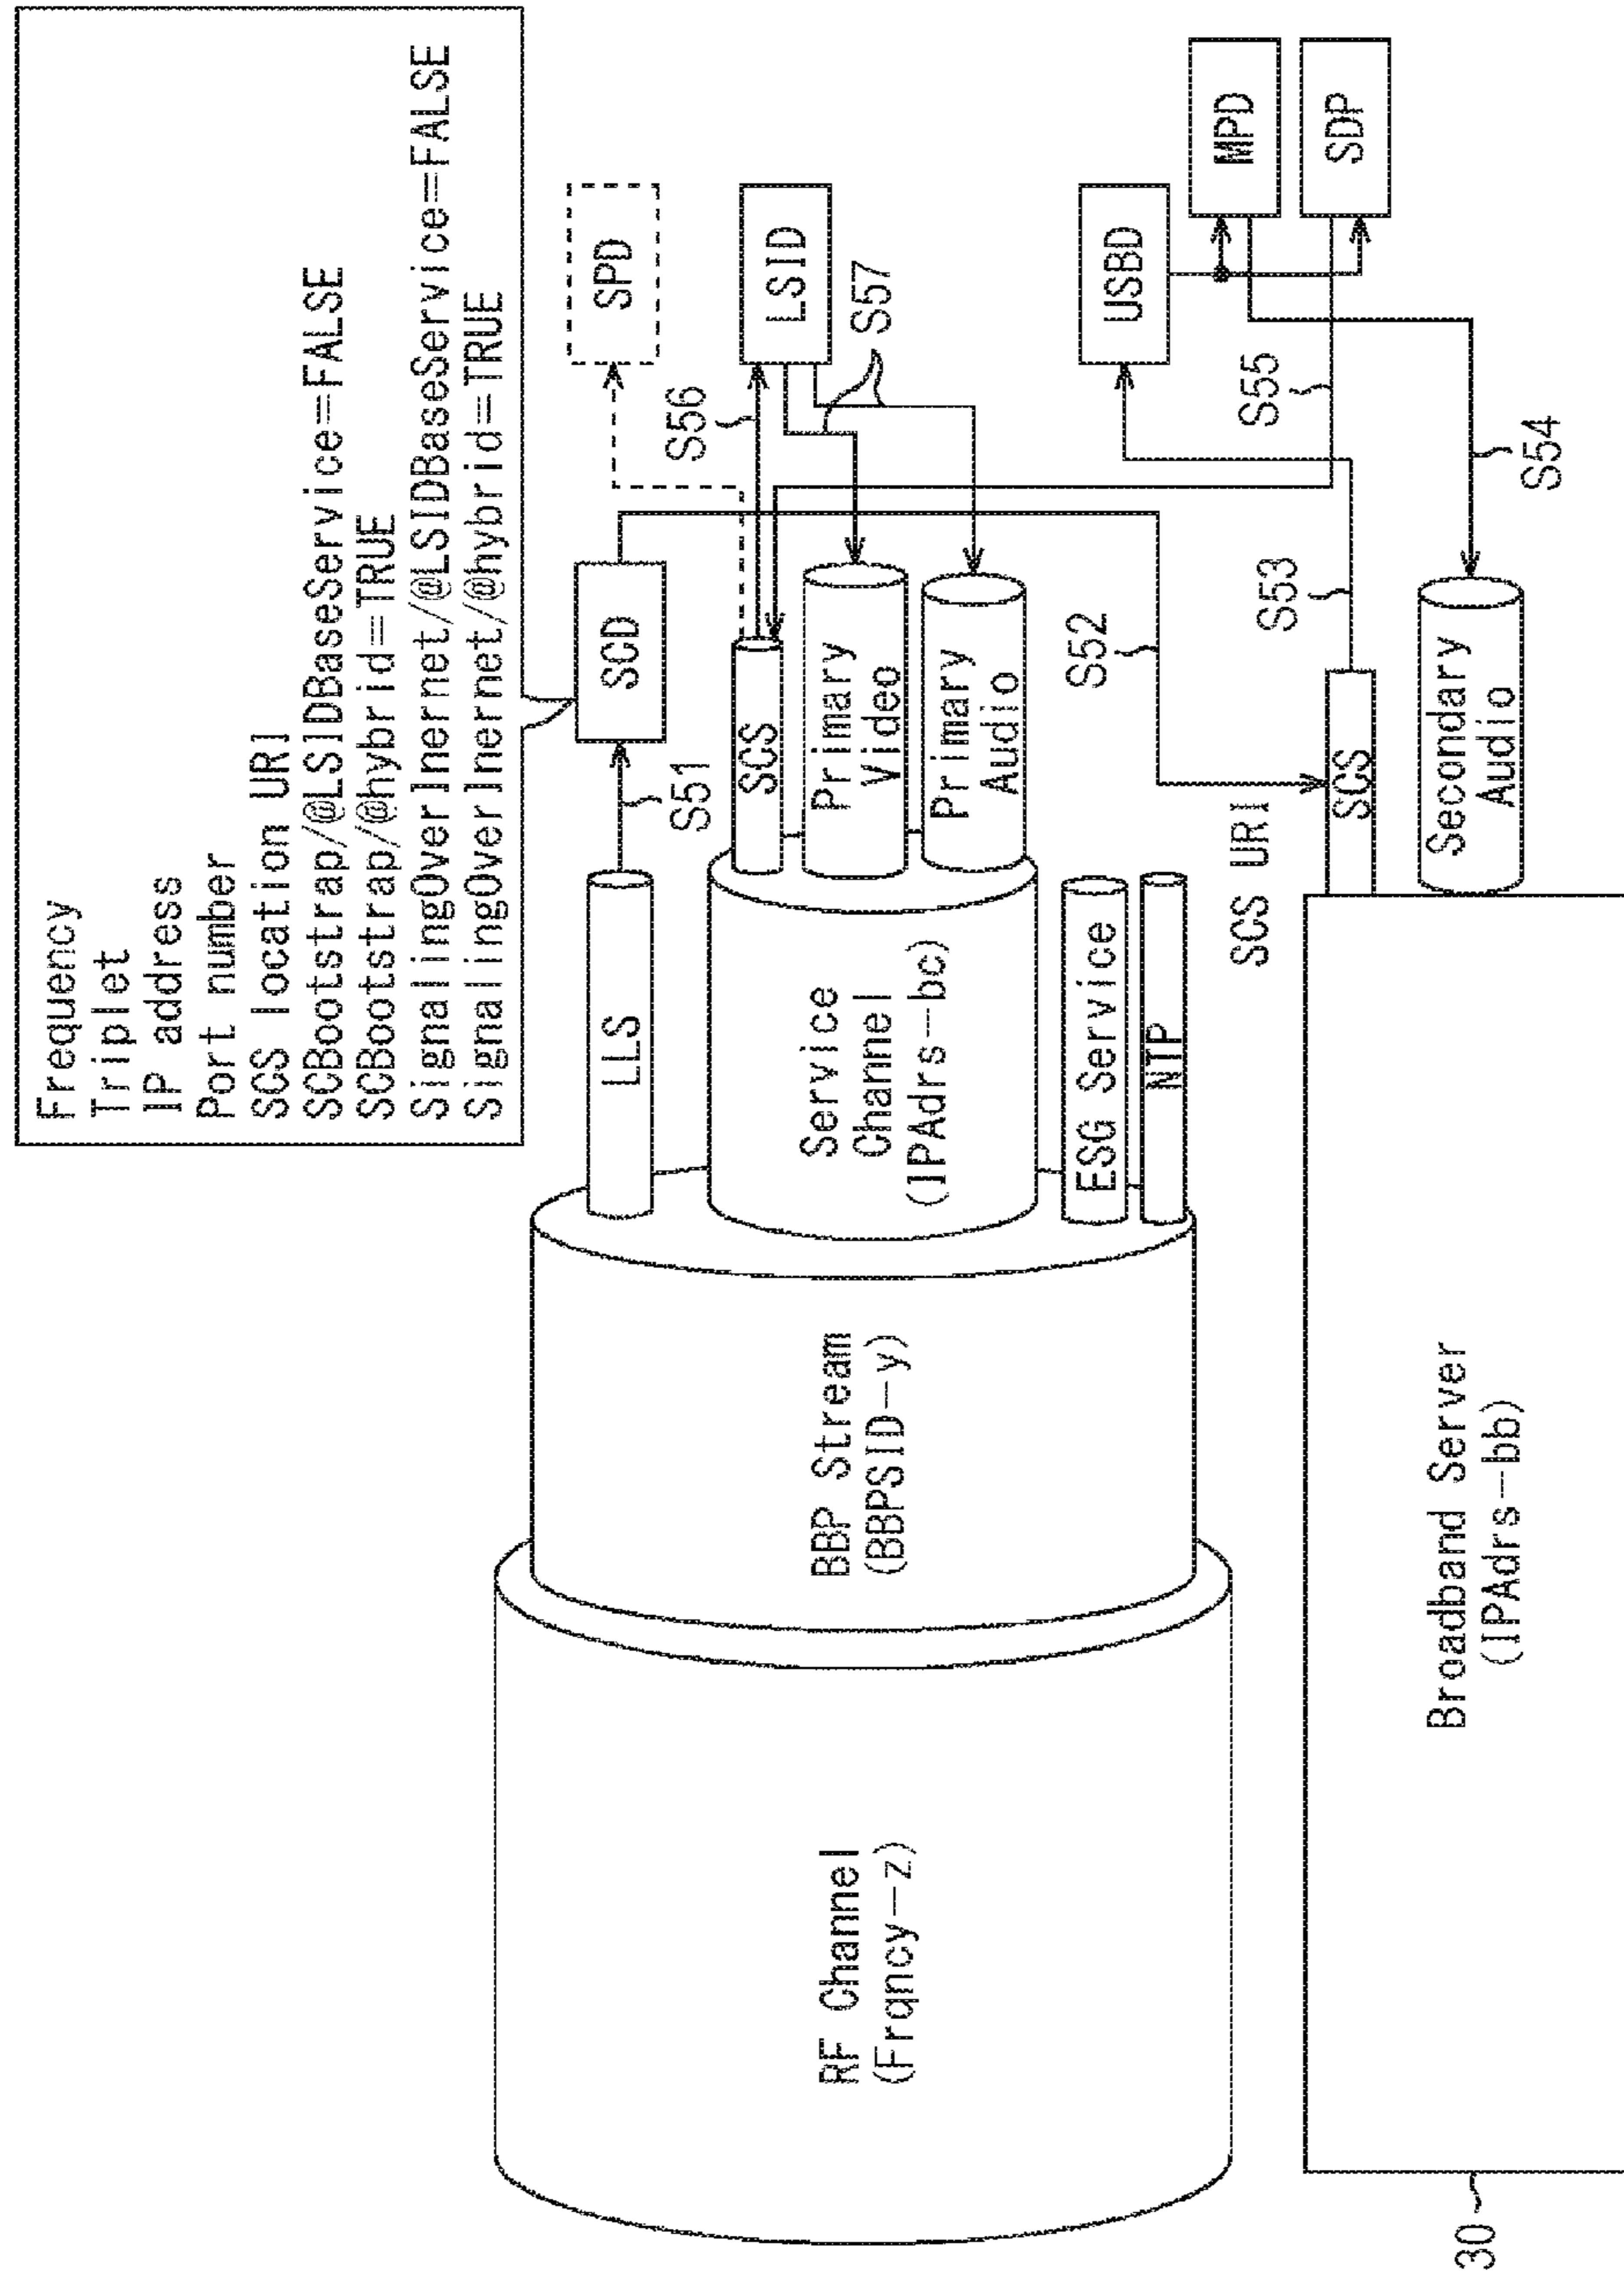 Frequency
Triplet
IP address
Port number
SCS location URI
SCBootstrap/@LSIDBaseService=FALSE
SCBootstrap/@hybrid=TRUE
SignalingOverInernet/@LSIDBaseService=FALSE
SignalingOverInernet/@hybrid=TRUE
SPD
SCD
LLS
S51
LSID
S56
S57
SCS
Primary
Video
Primary
Audio
RF Channel
(Frqncy-z)
BBP Stream
(BBPSID-y)
Service
Channel
(IPAdrs-bc)
ESG Service
NTP
USBD
MPD
SDP
S52
S53
S55
S54
SCS URI
SCS
Secondary
Audio
Broadband Server
(IPAdrs-bb)
30